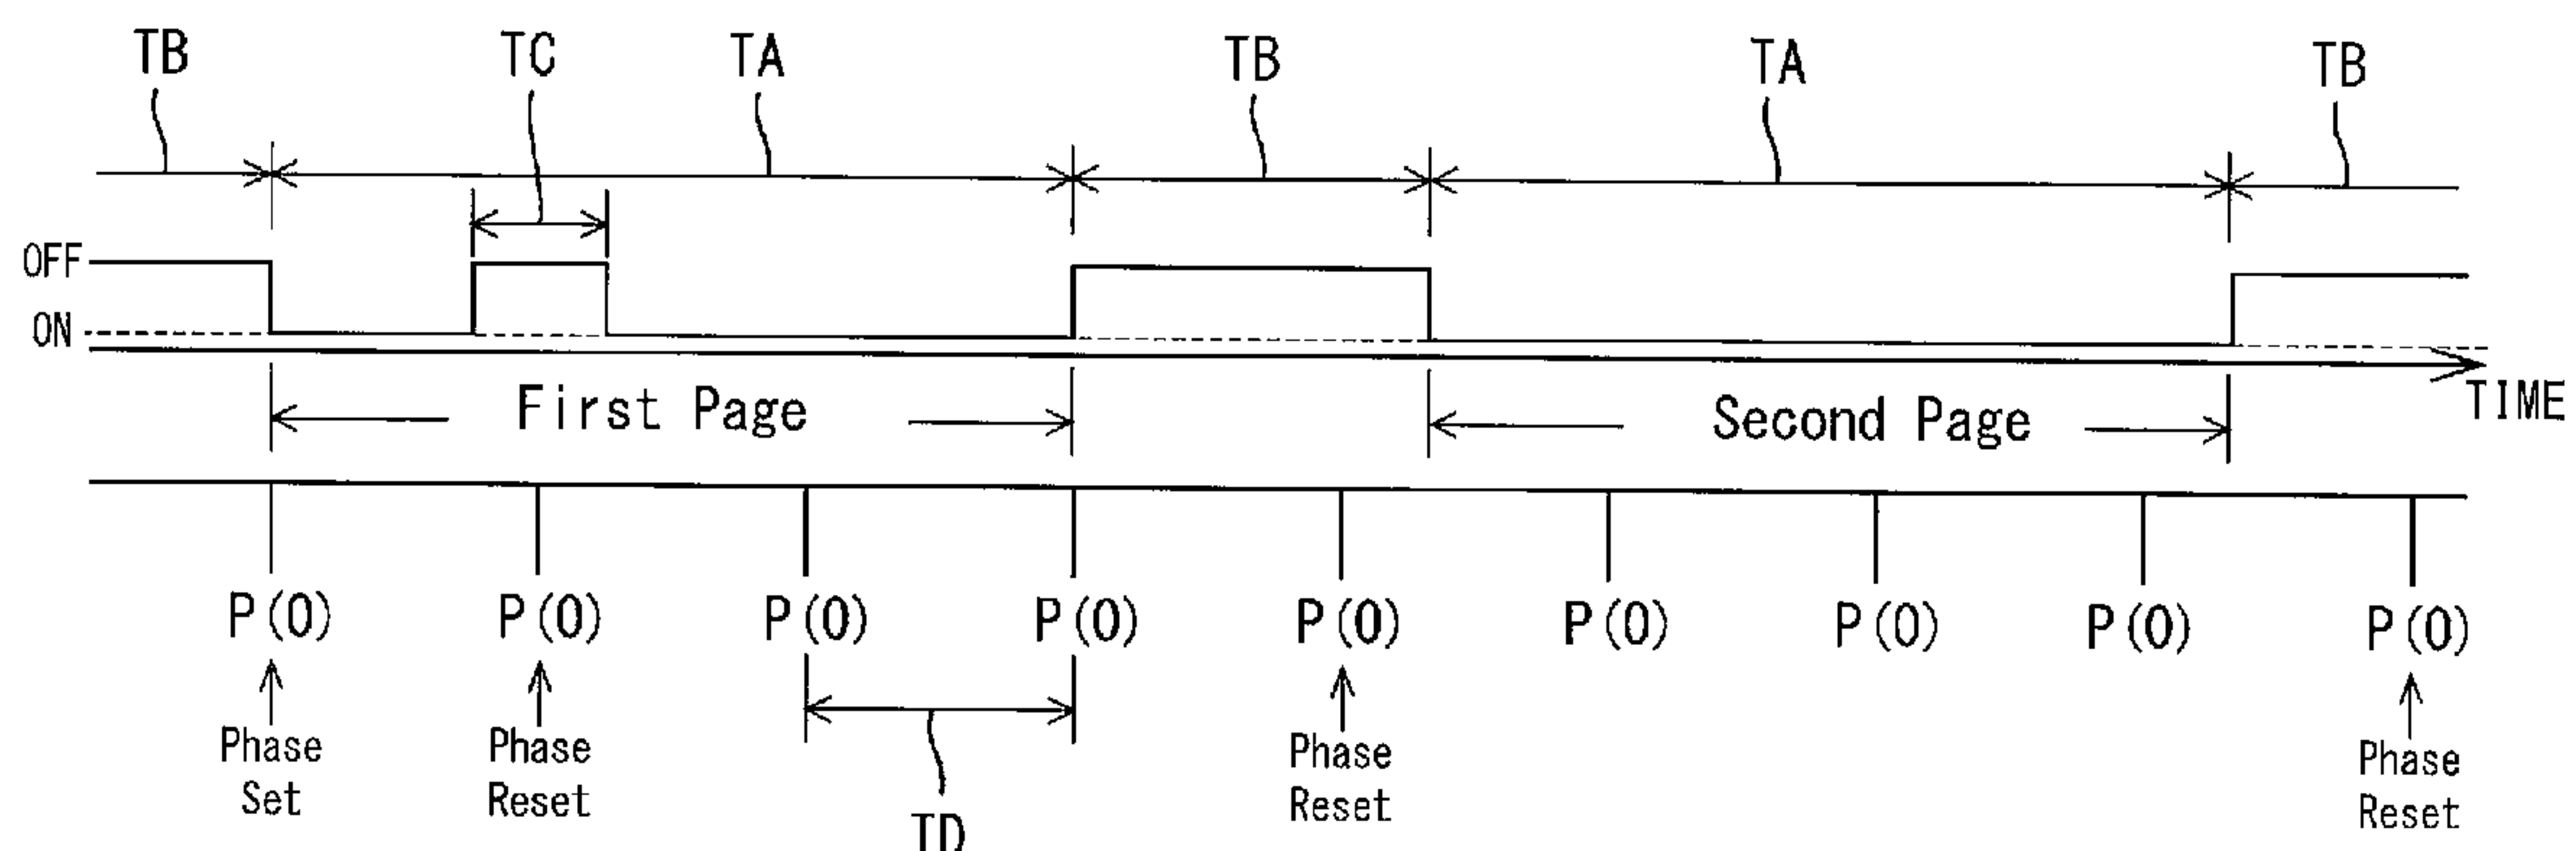 TB TC TA TB TA TB
OFF
ON
TIME
First Page Second Page
P(0) P(0) P(0) P(0) P(0) P(0) P(0) P(0) P(0)
Phase Set
Phase Reset
Phase Reset
Phase Reset
TD